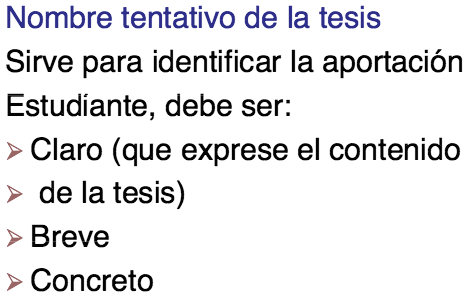 Nombre tentativo de la tesis
Sirve para identificar la aportación
Estudíante, debe ser:
➢ Claro (que exprese el contenido
➢ de la tesis)
➢ Breve
➢ Concreto